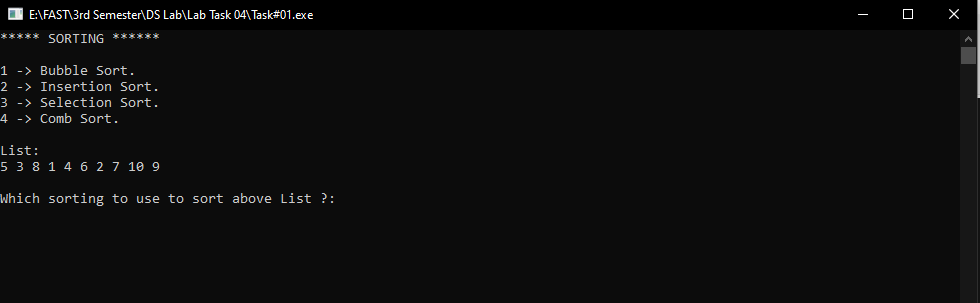 E:\FAST\3rd Semester\DS Lab\Lab Task 04\Task#01.exe
***** SORTING ******
1 -> Bubble Sort.
2 -> Insertion Sort.
3 -> Selection Sort.
4 -> Comb Sort.
List:
5 3 8 1 4 6 2 7 10 9
Which sorting to use to sort above List ?: